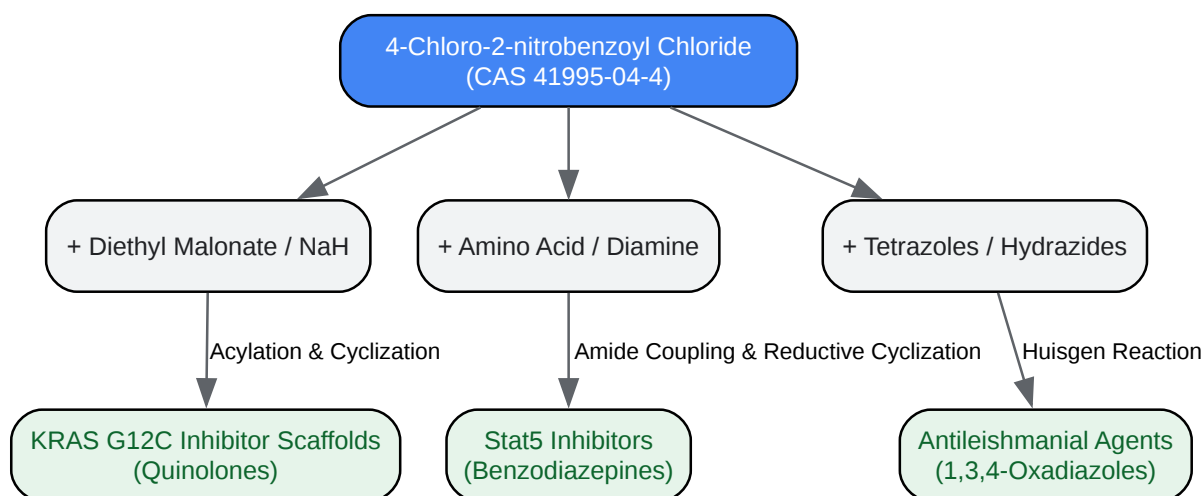 4-Chloro-2-nitrobenzoyl Chloride
(CAS 41995-04-4)
+ Diethyl Malonate / NaH
+ Amino Acid / Diamine
+ Tetrazoles / Hydrazides
Acylation & Cyclization
Amide Coupling & Reductive Cyclization
Huisgen Reaction
KRAS G12C Inhibitor Scaffolds
(Quinolones)
Stat5 Inhibitors
(Benzodiazepines)
Antileishmanial Agents
(1,3,4-Oxadiazoles)